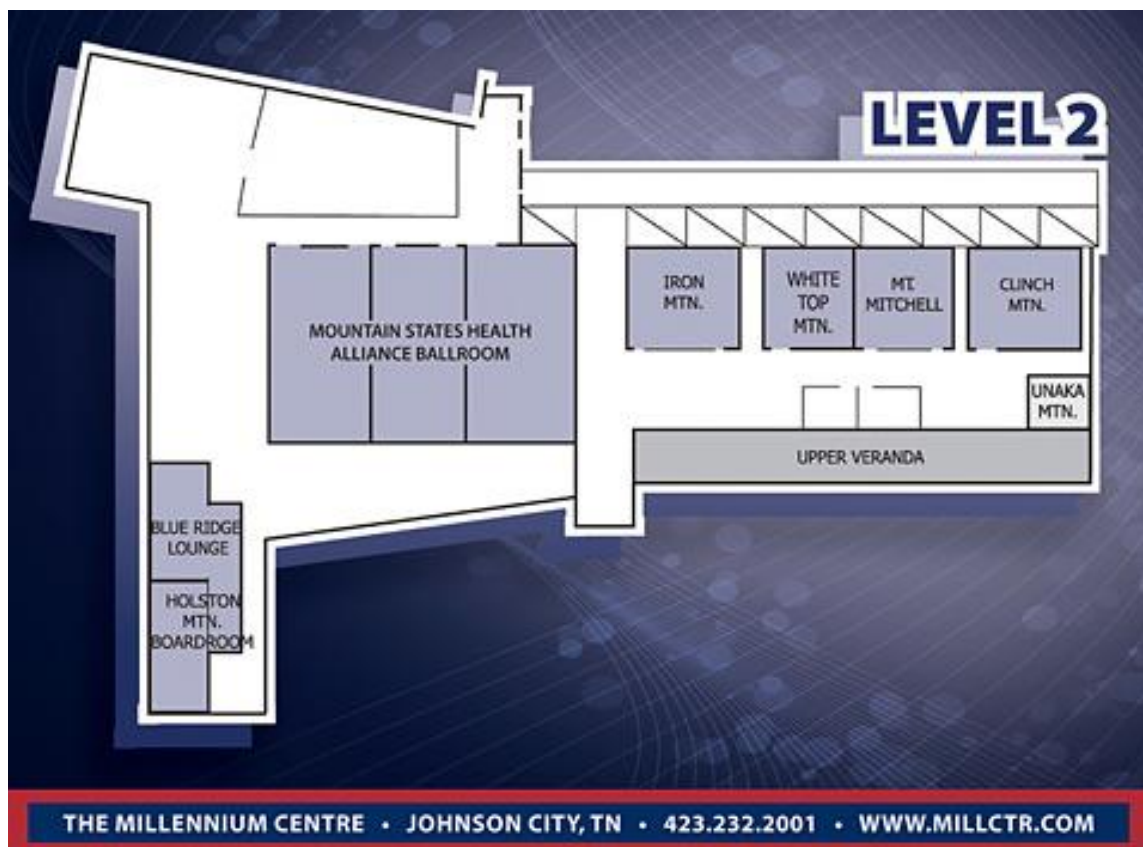 LEVEL 2
IRON
MTN.
WHITE
TOP
MTN.
MT.
MITCHELL
CLINCH
MTN.
MOUNTAIN STATES HEALTH
ALLIANCE BALLROOM
UNAKA
MTN.
UPPER VERANDA
BLUE RIDGE
LOUNGE
HOLSTON
MTN.
BOARDROOM
THE MILLENNIUM CENTRE • JOHNSON CITY, TN • 423.232.2001 • WWW.MILLCTR.COM